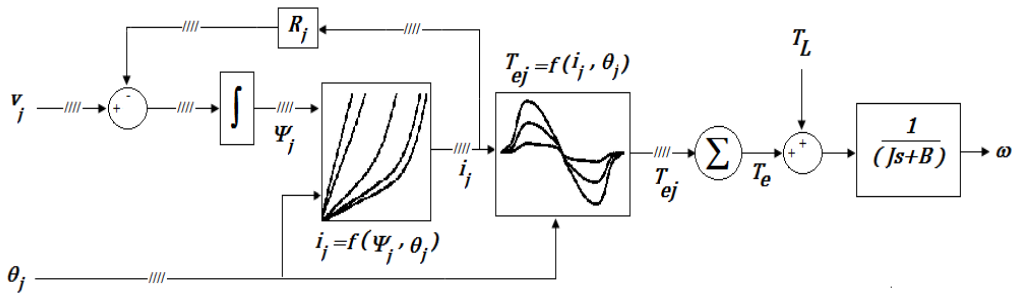 R_j
T_L
T_ej = f( i_j , θ_j )
v_j
+
-
∫
Ψ_j
i_j
T_ej
∑
T_e
+
+
1
(Js+B)
ω
i_j = f( Ψ_j , θ_j )
θ_j